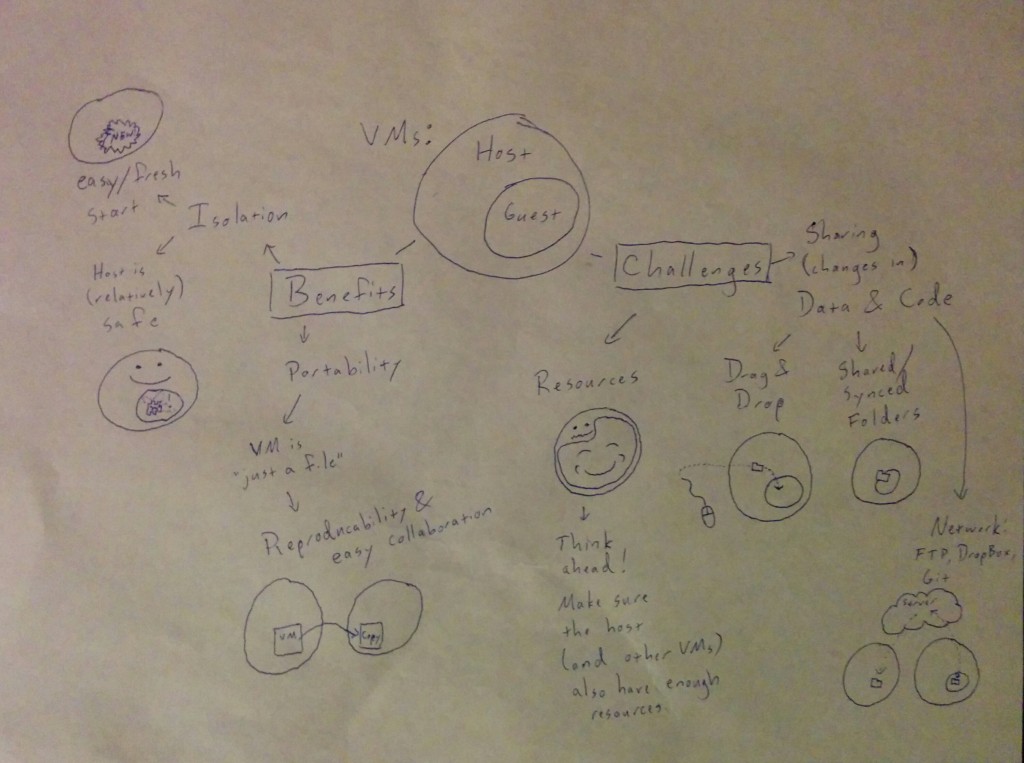 VMs:
Host
Guest
Benefits
Isolation
easy/fresh
start
NEW
Host is
(relatively)
safe
Portability
VM is
"just a file"
Reproducability &
easy collaboration
VM
Copy
Challenges
Resources
Think
ahead!
Make sure
the host
(and other VMs)
also have enough
resources
Sharing
(changes in)
Data & Code
Drag &
Drop
Shared/
Synced
Folders
Network:
FTP, DropBox,
Git
Server